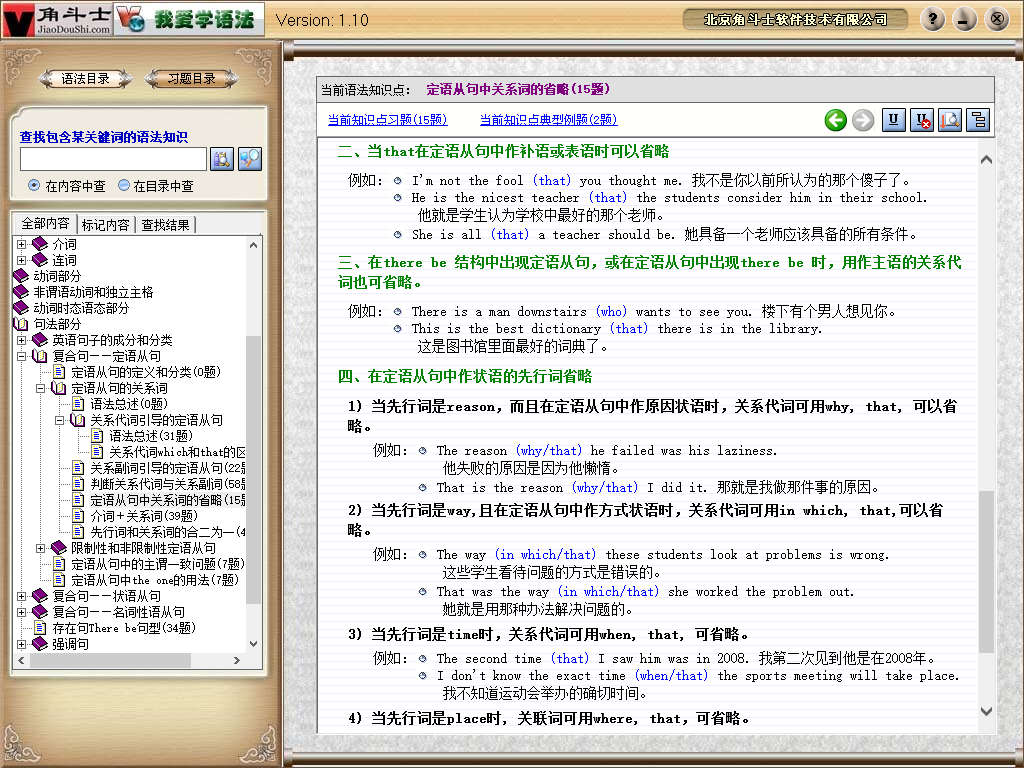 角斗士
JiaoDouShi.com
我爱学语法
Version: 1.10
北京角斗士软件技术有限公司
语法目录
习题目录
查找包含某关键词的语法知识
在内容中查
在目录中查
全部内容
标记内容
查找结果
介词
连词
动词部分
非谓语动词和独立主格
动词时态语态部分
句法部分
英语句子的成分和分类
复合句－－定语从句
定语从句的定义和分类(0题)
定语从句的关系词
语法总述(0题)
关系代词引导的定语从句
语法总述(31题)
关系代词which和that的区
关系副词引导的定语从句(22题
判断关系代词与关系副词(58题
定语从句中关系词的省略(15题
介词＋关系词(39题)
先行词和关系词的合二为一(4
限制性和非限制性定语从句
定语从句中的主谓一致问题(7题)
定语从句中the one的用法(7题)
复合句－－状语从句
复合句－－名词性语从句
存在句There be句型(34题)
强调句
当前语法知识点：
定语从句中关系词的省略(15题)
当前知识点习题(15题)
当前知识点典型例题(2题)
二、当that在定语从句中作补语或表语时可以省略
例如： I'm not the fool (that) you thought me. 我不是你以前所认为的那个傻子了。
He is the nicest teacher (that) the students consider him in their school.
他就是学生认为学校中最好的那个老师。
She is all (that) a teacher should be. 她具备一个老师应该具备的所有条件。
三、在there be 结构中出现定语从句，或在定语从句中出现there be 时，用作主语的关系代
词也可省略。
例如： There is a man downstairs (who) wants to see you. 楼下有个男人想见你。
This is the best dictionary (that) there is in the library.
这是图书馆里面最好的词典了。
四、在定语从句中作状语的先行词省略
1) 当先行词是reason，而且在定语从句中作原因状语时，关系代词可用why, that, 可以省
略。
例如： The reason (why/that) he failed was his laziness.
他失败的原因是因为他懒惰。
That is the reason (why/that) I did it. 那就是我做那件事的原因。
2) 当先行词是way,且在定语从句中作方式状语时，关系代词可用in which, that,可以省
略。
例如： The way (in which/that) these students look at problems is wrong.
这些学生看待问题的方式是错误的。
That was the way (in which/that) she worked the problem out.
她就是用那种办法解决问题的。
3) 当先行词是time时，关系代词可用when, that, 可省略。
例如： The second time (that) I saw him was in 2008. 我第二次见到他是在2008年。
I don't know the exact time (when/that) the sports meeting will take place.
我不知道运动会举办的确切时间。
4) 当先行词是place时, 关联词可用where, that，可省略。